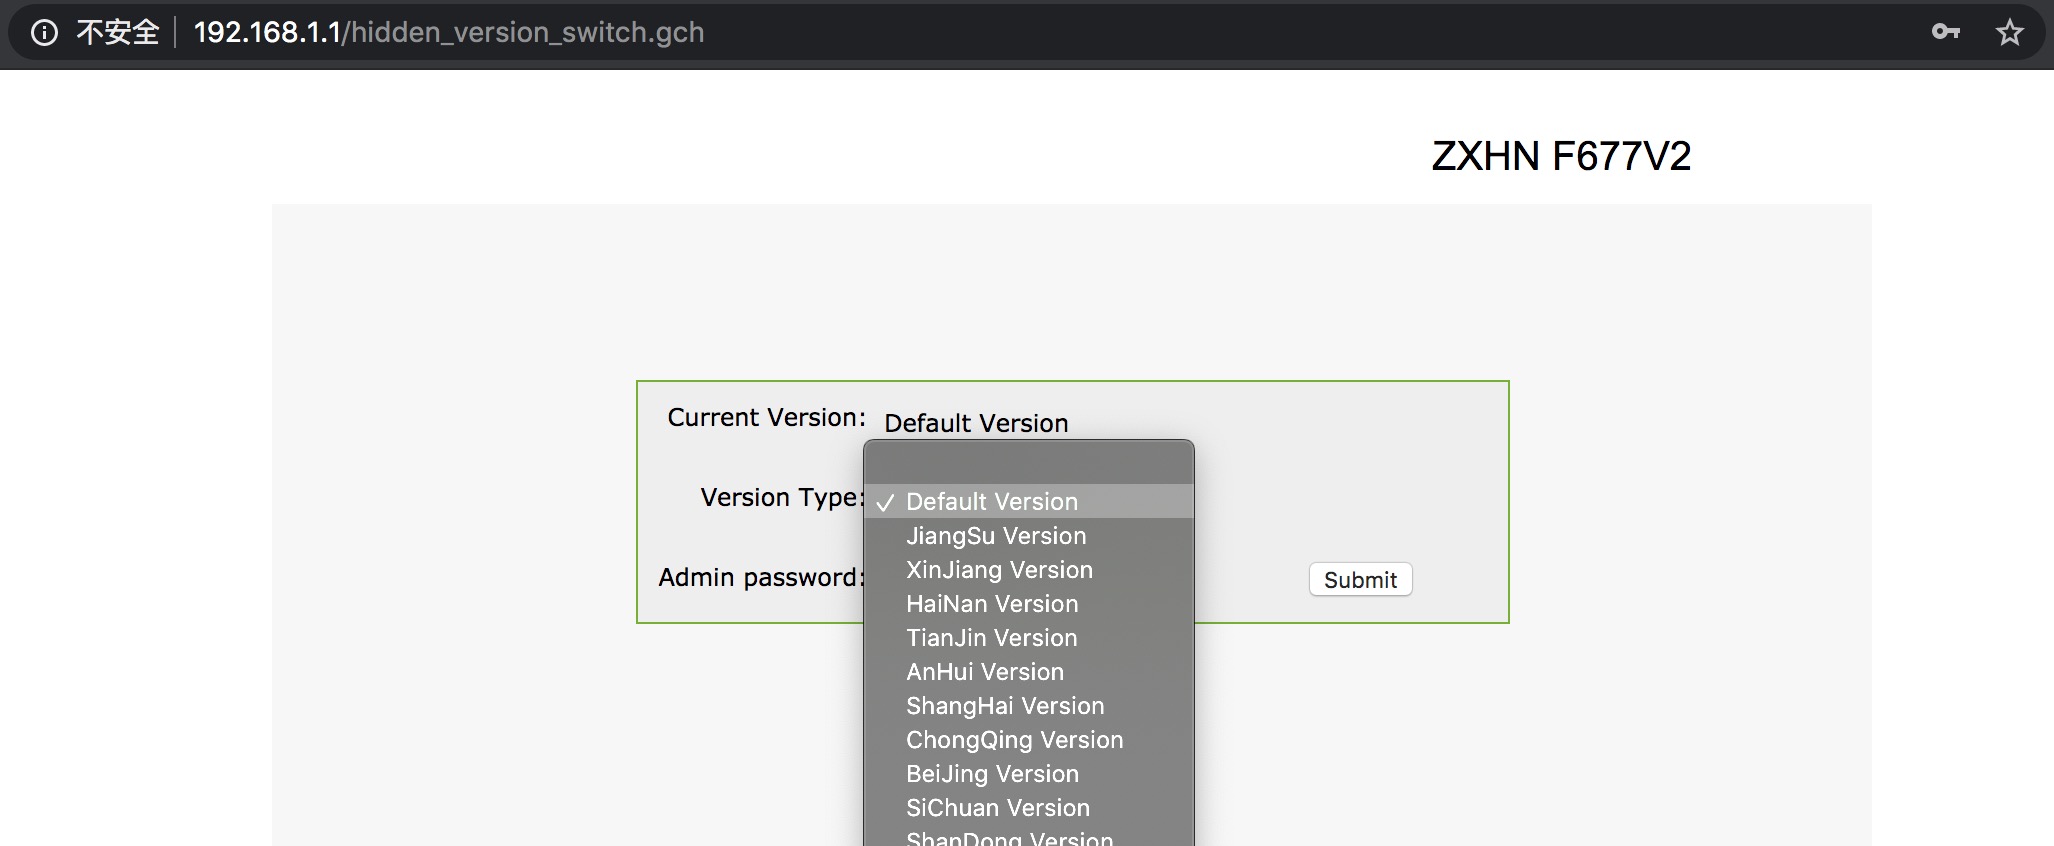 不安全 192.168.1.1/hidden_version_switch.gch
ZXHN F677V2
Current Version: Default Version
Version Type:
Default Version
JiangSu Version
XinJiang Version
HaiNan Version
TianJin Version
AnHui Version
ShangHai Version
ChongQing Version
BeiJing Version
SiChuan Version
ShanDong Version
Admin password:
Submit